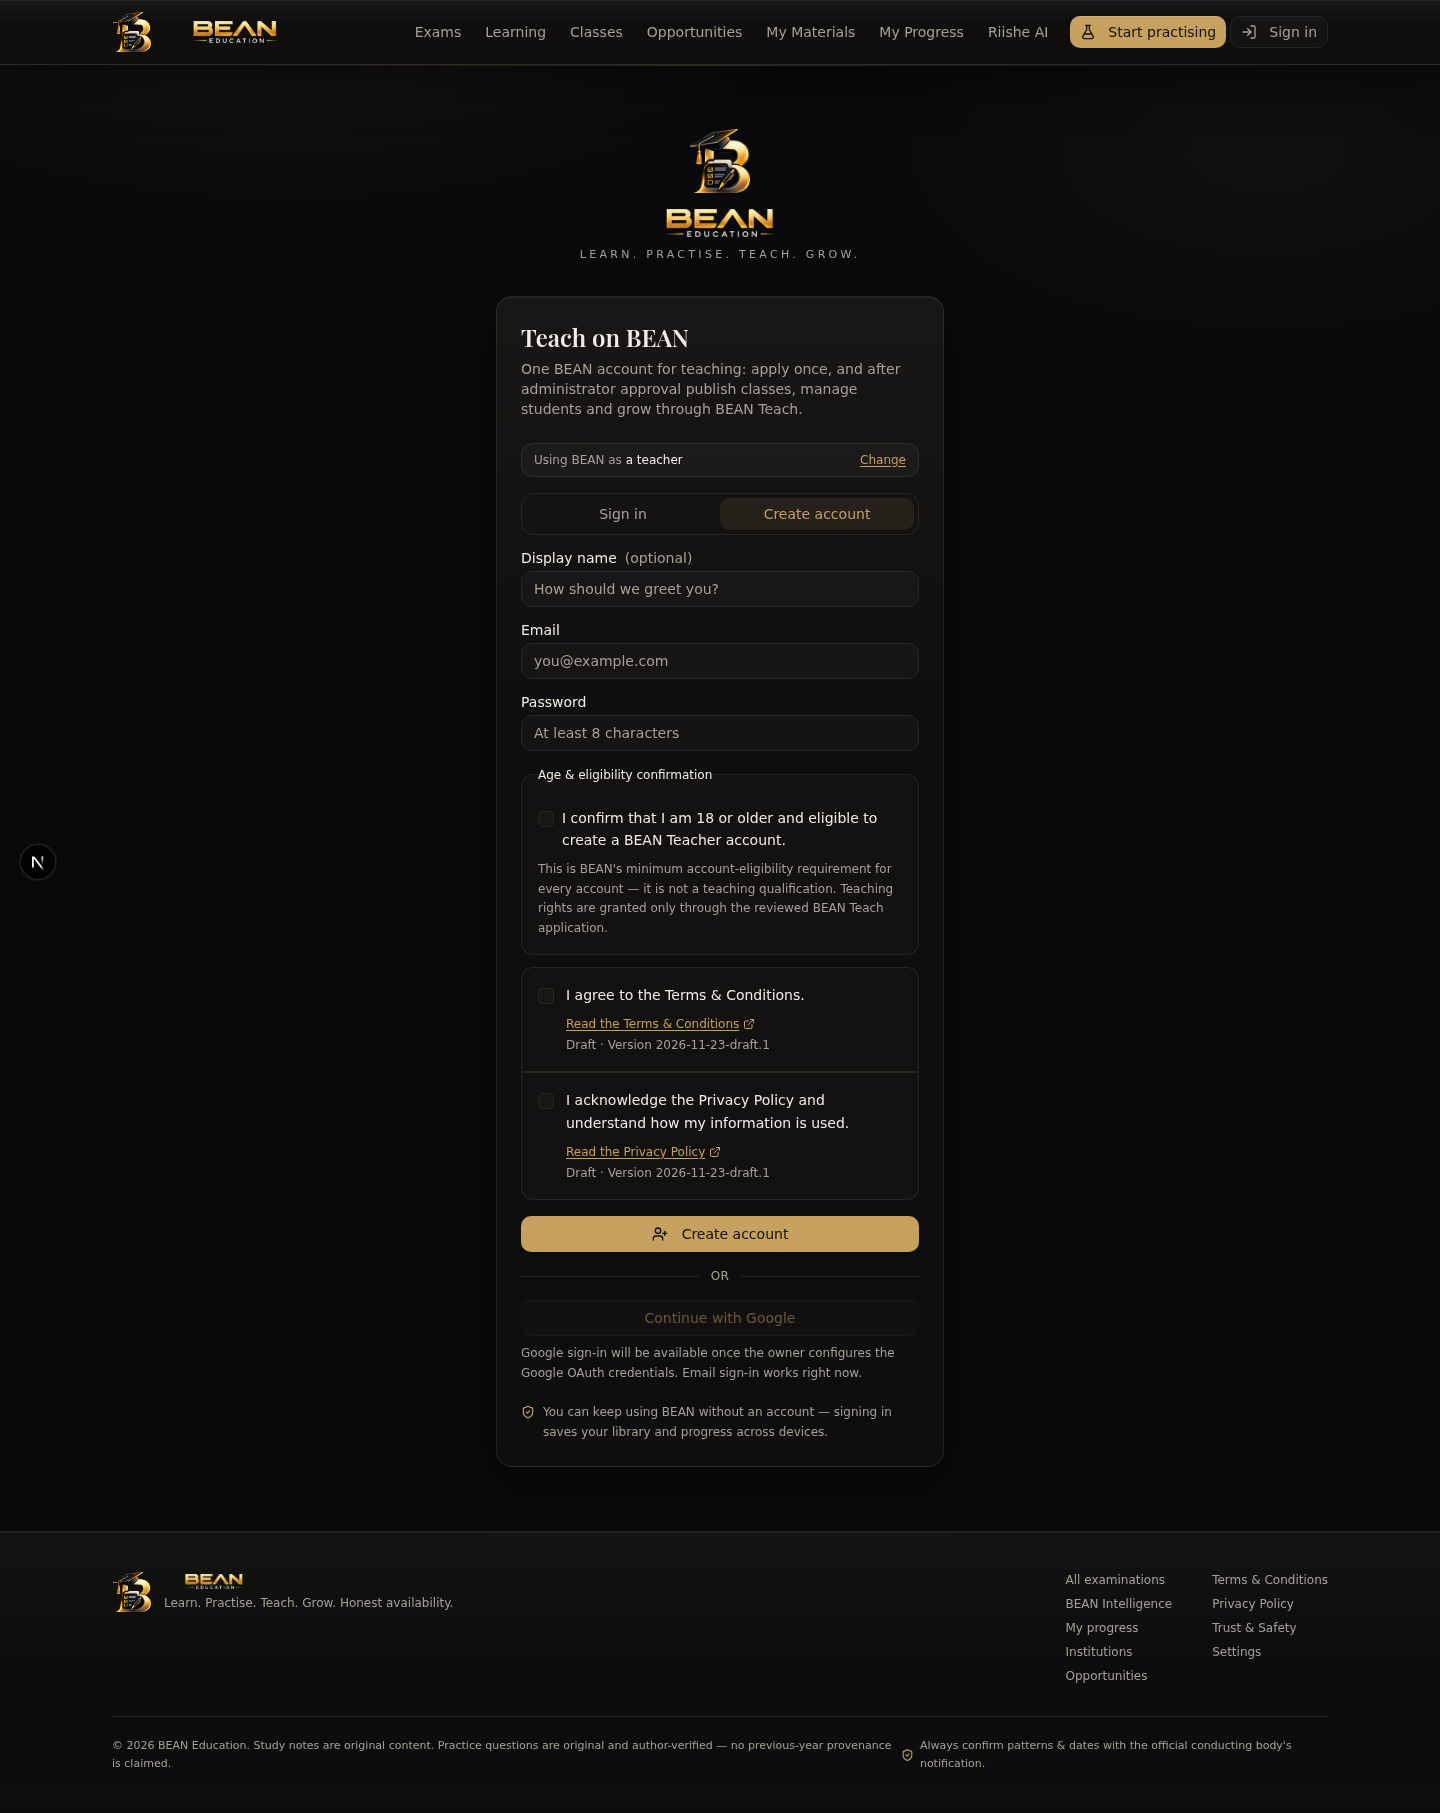 BEAN
EDUCATION
Exams Learning Classes Opportunities My Materials My Progress Riishe AI Start practising Sign in
BEAN
EDUCATION
LEARN. PRACTISE. TEACH. GROW.
Teach on BEAN
One BEAN account for teaching: apply once, and after
administrator approval publish classes, manage
students and grow through BEAN Teach.
Using BEAN as a teacher Change
Sign in Create account
Display name (optional)
How should we greet you?
Email
you@example.com
Password
At least 8 characters
Age & eligibility confirmation
I confirm that I am 18 or older and eligible to
create a BEAN Teacher account.
This is BEAN's minimum account-eligibility requirement for
every account — it is not a teaching qualification. Teaching
rights are granted only through the reviewed BEAN Teach
application.
I agree to the Terms & Conditions.
Read the Terms & Conditions
Draft · Version 2026-11-23-draft.1
I acknowledge the Privacy Policy and
understand how my information is used.
Read the Privacy Policy
Draft · Version 2026-11-23-draft.1
Create account
OR
Continue with Google
Google sign-in will be available once the owner configures the
Google OAuth credentials. Email sign-in works right now.
You can keep using BEAN without an account — signing in
saves your library and progress across devices.
BEAN
EDUCATION
Learn. Practise. Teach. Grow. Honest availability.
All examinations
BEAN Intelligence
My progress
Institutions
Opportunities
Terms & Conditions
Privacy Policy
Trust & Safety
Settings
© 2026 BEAN Education. Study notes are original content. Practice questions are original and author-verified — no previous-year provenance
is claimed.
Always confirm patterns & dates with the official conducting body's
notification.